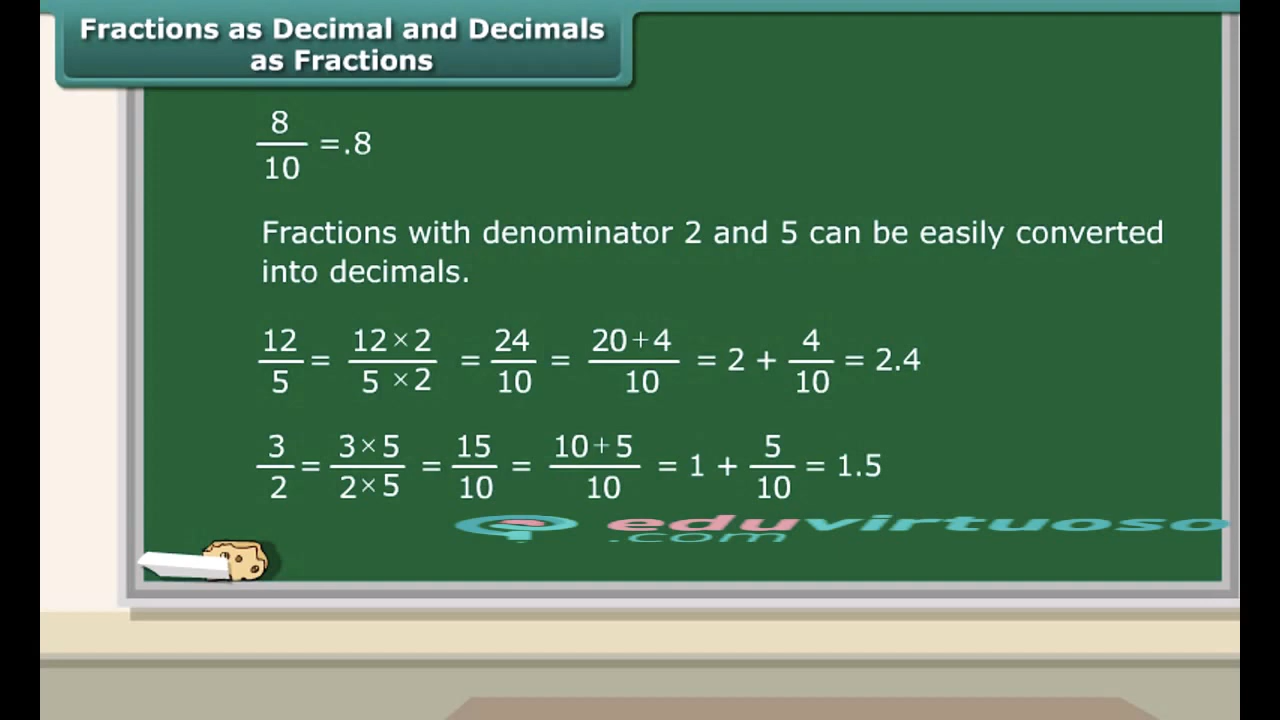 Fractions as Decimal and Decimals
as Fractions
8/10 =.8
Fractions with denominator 2 and 5 can be easily converted
into decimals.
12/5 = 12×2/5×2 = 24/10 = 20+4/10 = 2 + 4/10 = 2.4
3/2 = 3×5/2×5 = 15/10 = 10+5/10 = 1 + 5/10 = 1.5
eduvirtuoso
.com